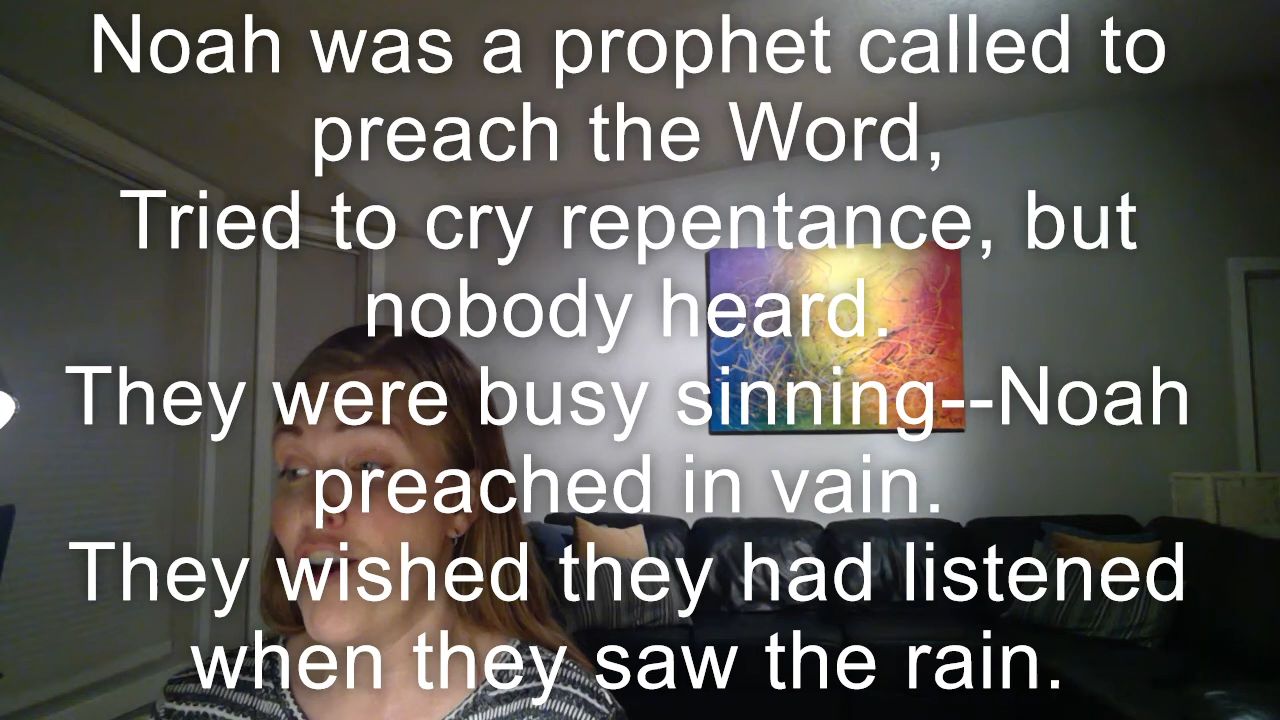 Noah was a prophet called to
preach the Word,
Tried to cry repentance, but
nobody heard.
They were busy sinning--Noah
preached in vain.
They wished they had listened
when they saw the rain.